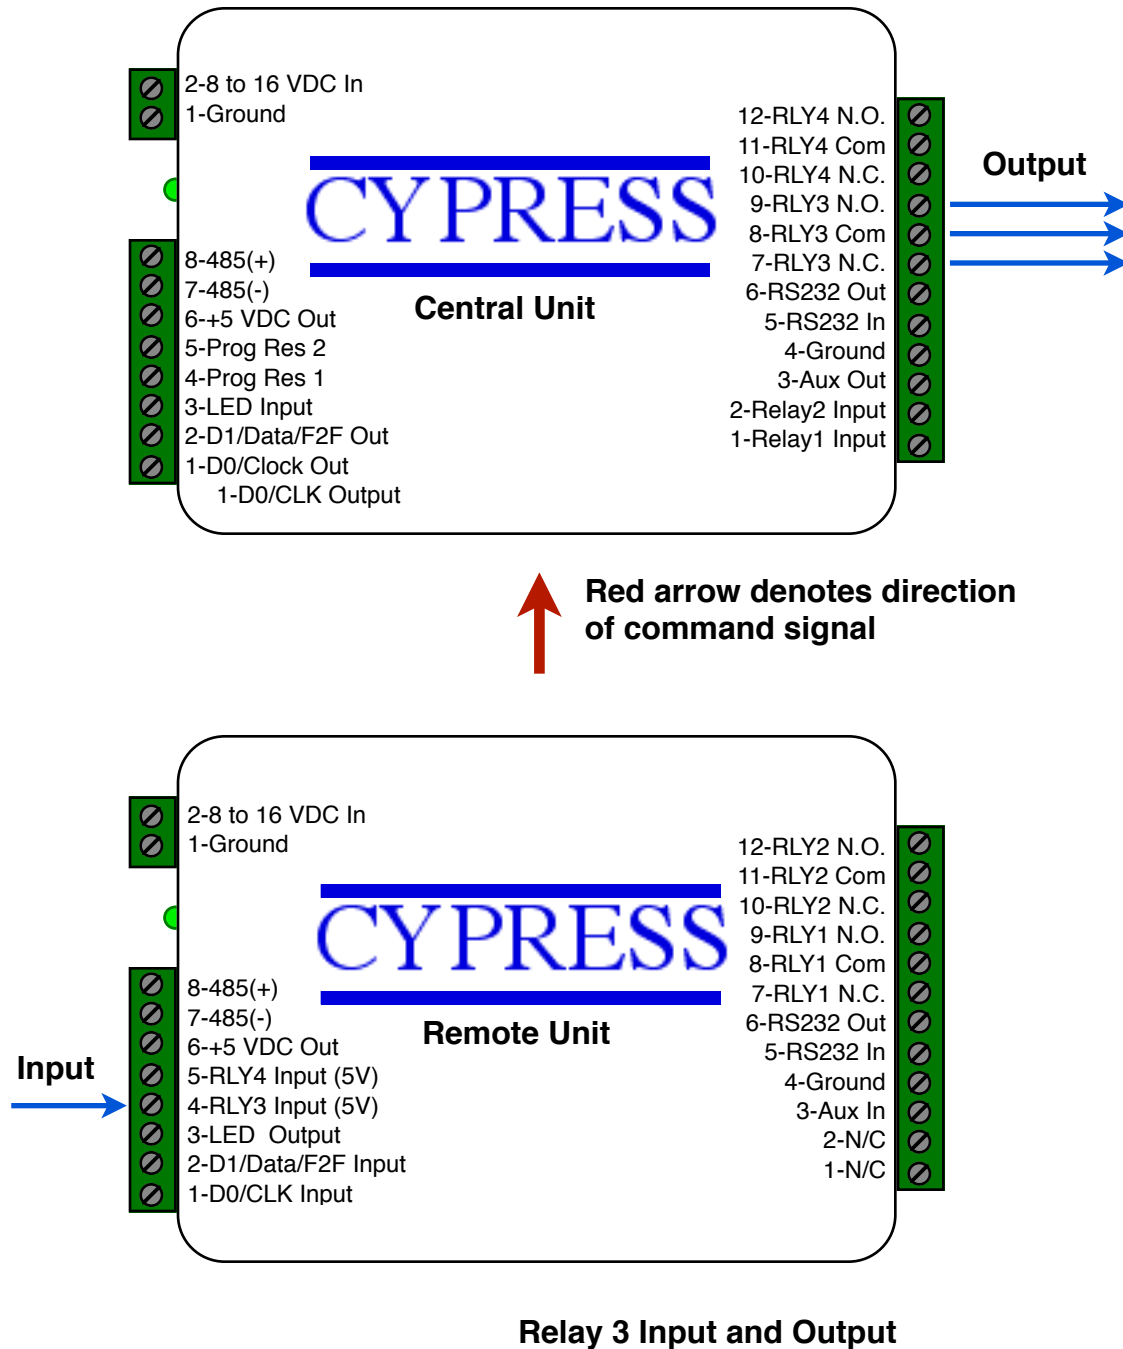 2-8 to 16 VDC In
1-Ground
8-485(+)
7-485(-)
6-+5 VDC Out
5-Prog Res 2
4-Prog Res 1
3-LED Input
2-D1/Data/F2F Out
1-D0/Clock Out
1-D0/CLK Output
CYPRESS
Central Unit
12-RLY4 N.O.
11-RLY4 Com
10-RLY4 N.C.
9-RLY3 N.O.
8-RLY3 Com
7-RLY3 N.C.
6-RS232 Out
5-RS232 In
4-Ground
3-Aux Out
2-Relay2 Input
1-Relay1 Input
Output
Red arrow denotes direction
of command signal
2-8 to 16 VDC In
1-Ground
8-485(+)
7-485(-)
6-+5 VDC Out
5-RLY4 Input (5V)
4-RLY3 Input (5V)
3-LED  Output
2-D1/Data/F2F Input
1-D0/CLK Input
Input
CYPRESS
Remote Unit
12-RLY2 N.O.
11-RLY2 Com
10-RLY2 N.C.
9-RLY1 N.O.
8-RLY1 Com
7-RLY1 N.C.
6-RS232 Out
5-RS232 In
4-Ground
3-Aux In
2-N/C
1-N/C
Relay 3 Input and Output